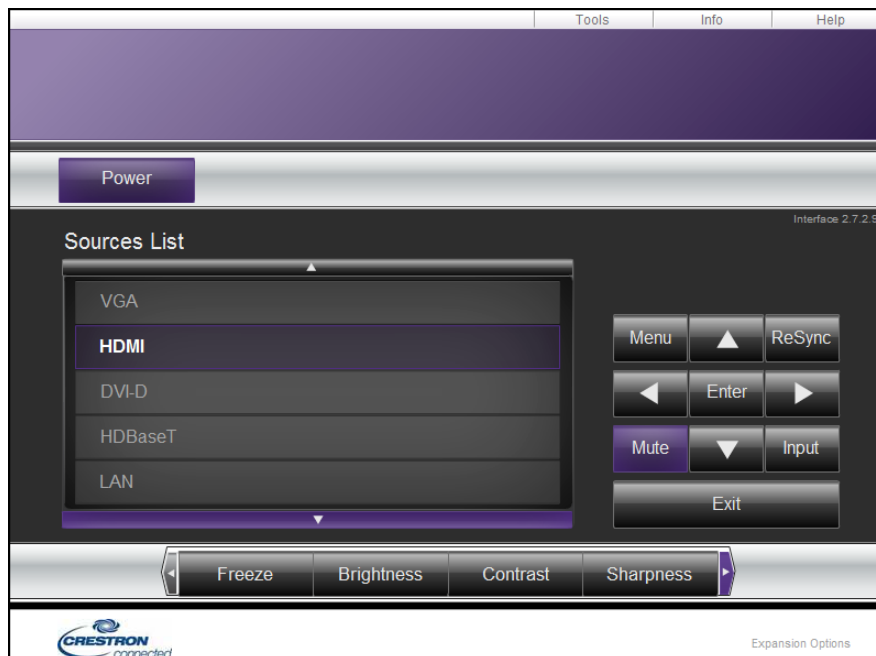 Tools Info Help
Power
Interface 2.7.2.9
Sources List
VGA
HDMI
DVI-D
HDBaseT
LAN
Menu ReSync
Enter
Mute Input
Exit
Freeze Brightness Contrast Sharpness
CRESTRON
connected
Expansion Options